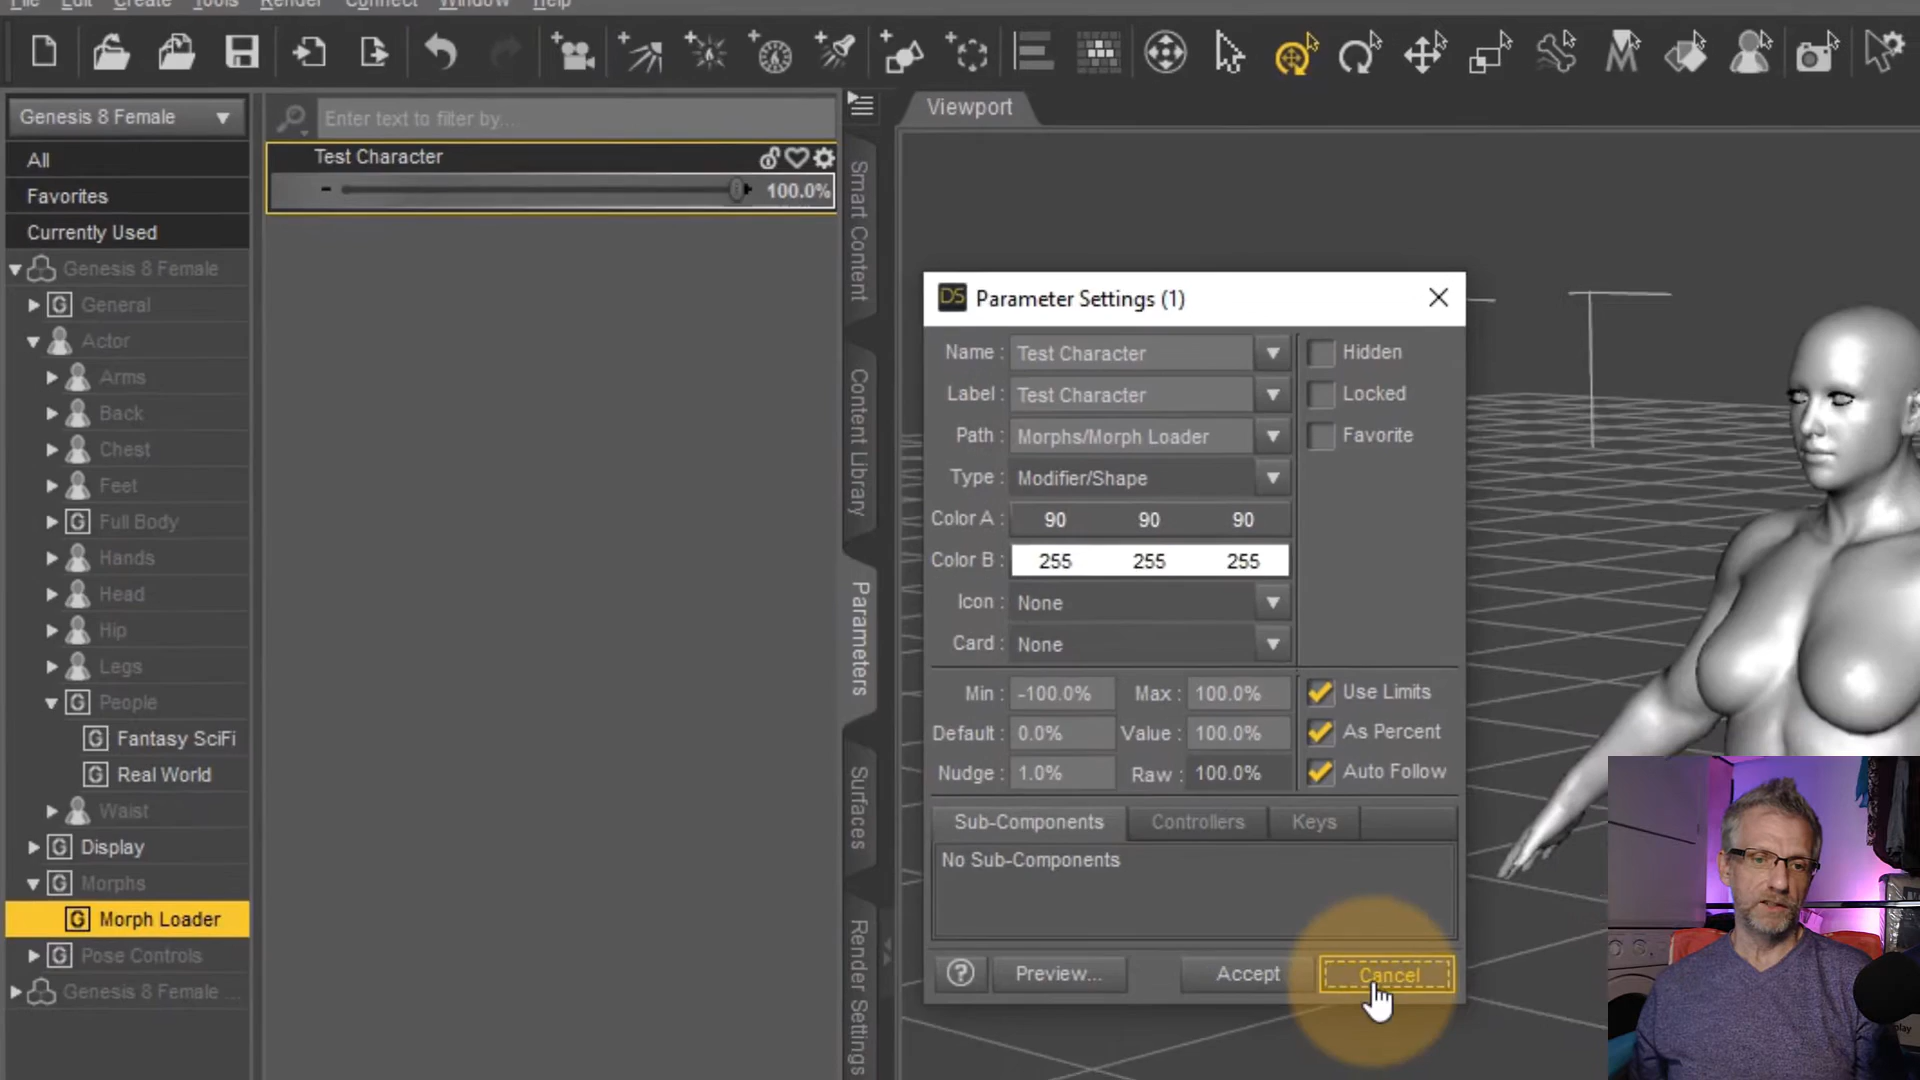 File Edit Create Tools Render Connect Window Help
Genesis 8 Female
Enter text to filter by...
Viewport
All
Favorites
Currently Used
Genesis 8 Female
General
Actor
Arms
Back
Chest
Feet
Full Body
Hands
Head
Hip
Legs
People
Fantasy SciFi
Real World
Waist
Display
Morphs
Morph Loader
Pose Controls
Genesis 8 Female ...
Test Character
100.0%
Smart Content
Content Library
Parameters
Surfaces
Render Settings
DS Parameter Settings (1)
Name : Test Character
Hidden
Label : Test Character
Locked
Path : Morphs/Morph Loader
Favorite
Type : Modifier/Shape
Color A : 90 90 90
Color B : 255 255 255
Icon : None
Card : None
Min : -100.0% Max : 100.0% Use Limits
Default : 0.0% Value : 100.0% As Percent
Nudge : 1.0% Raw : 100.0% Auto Follow
Sub-Components Controllers Keys
No Sub-Components
? Preview... Accept Cancel